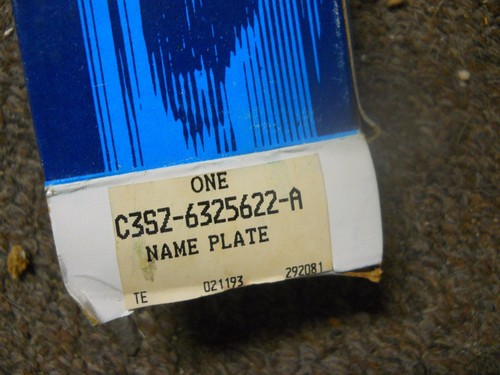 ONE
C3SZ-6325622-A
NAME PLATE
TE 021193 292081